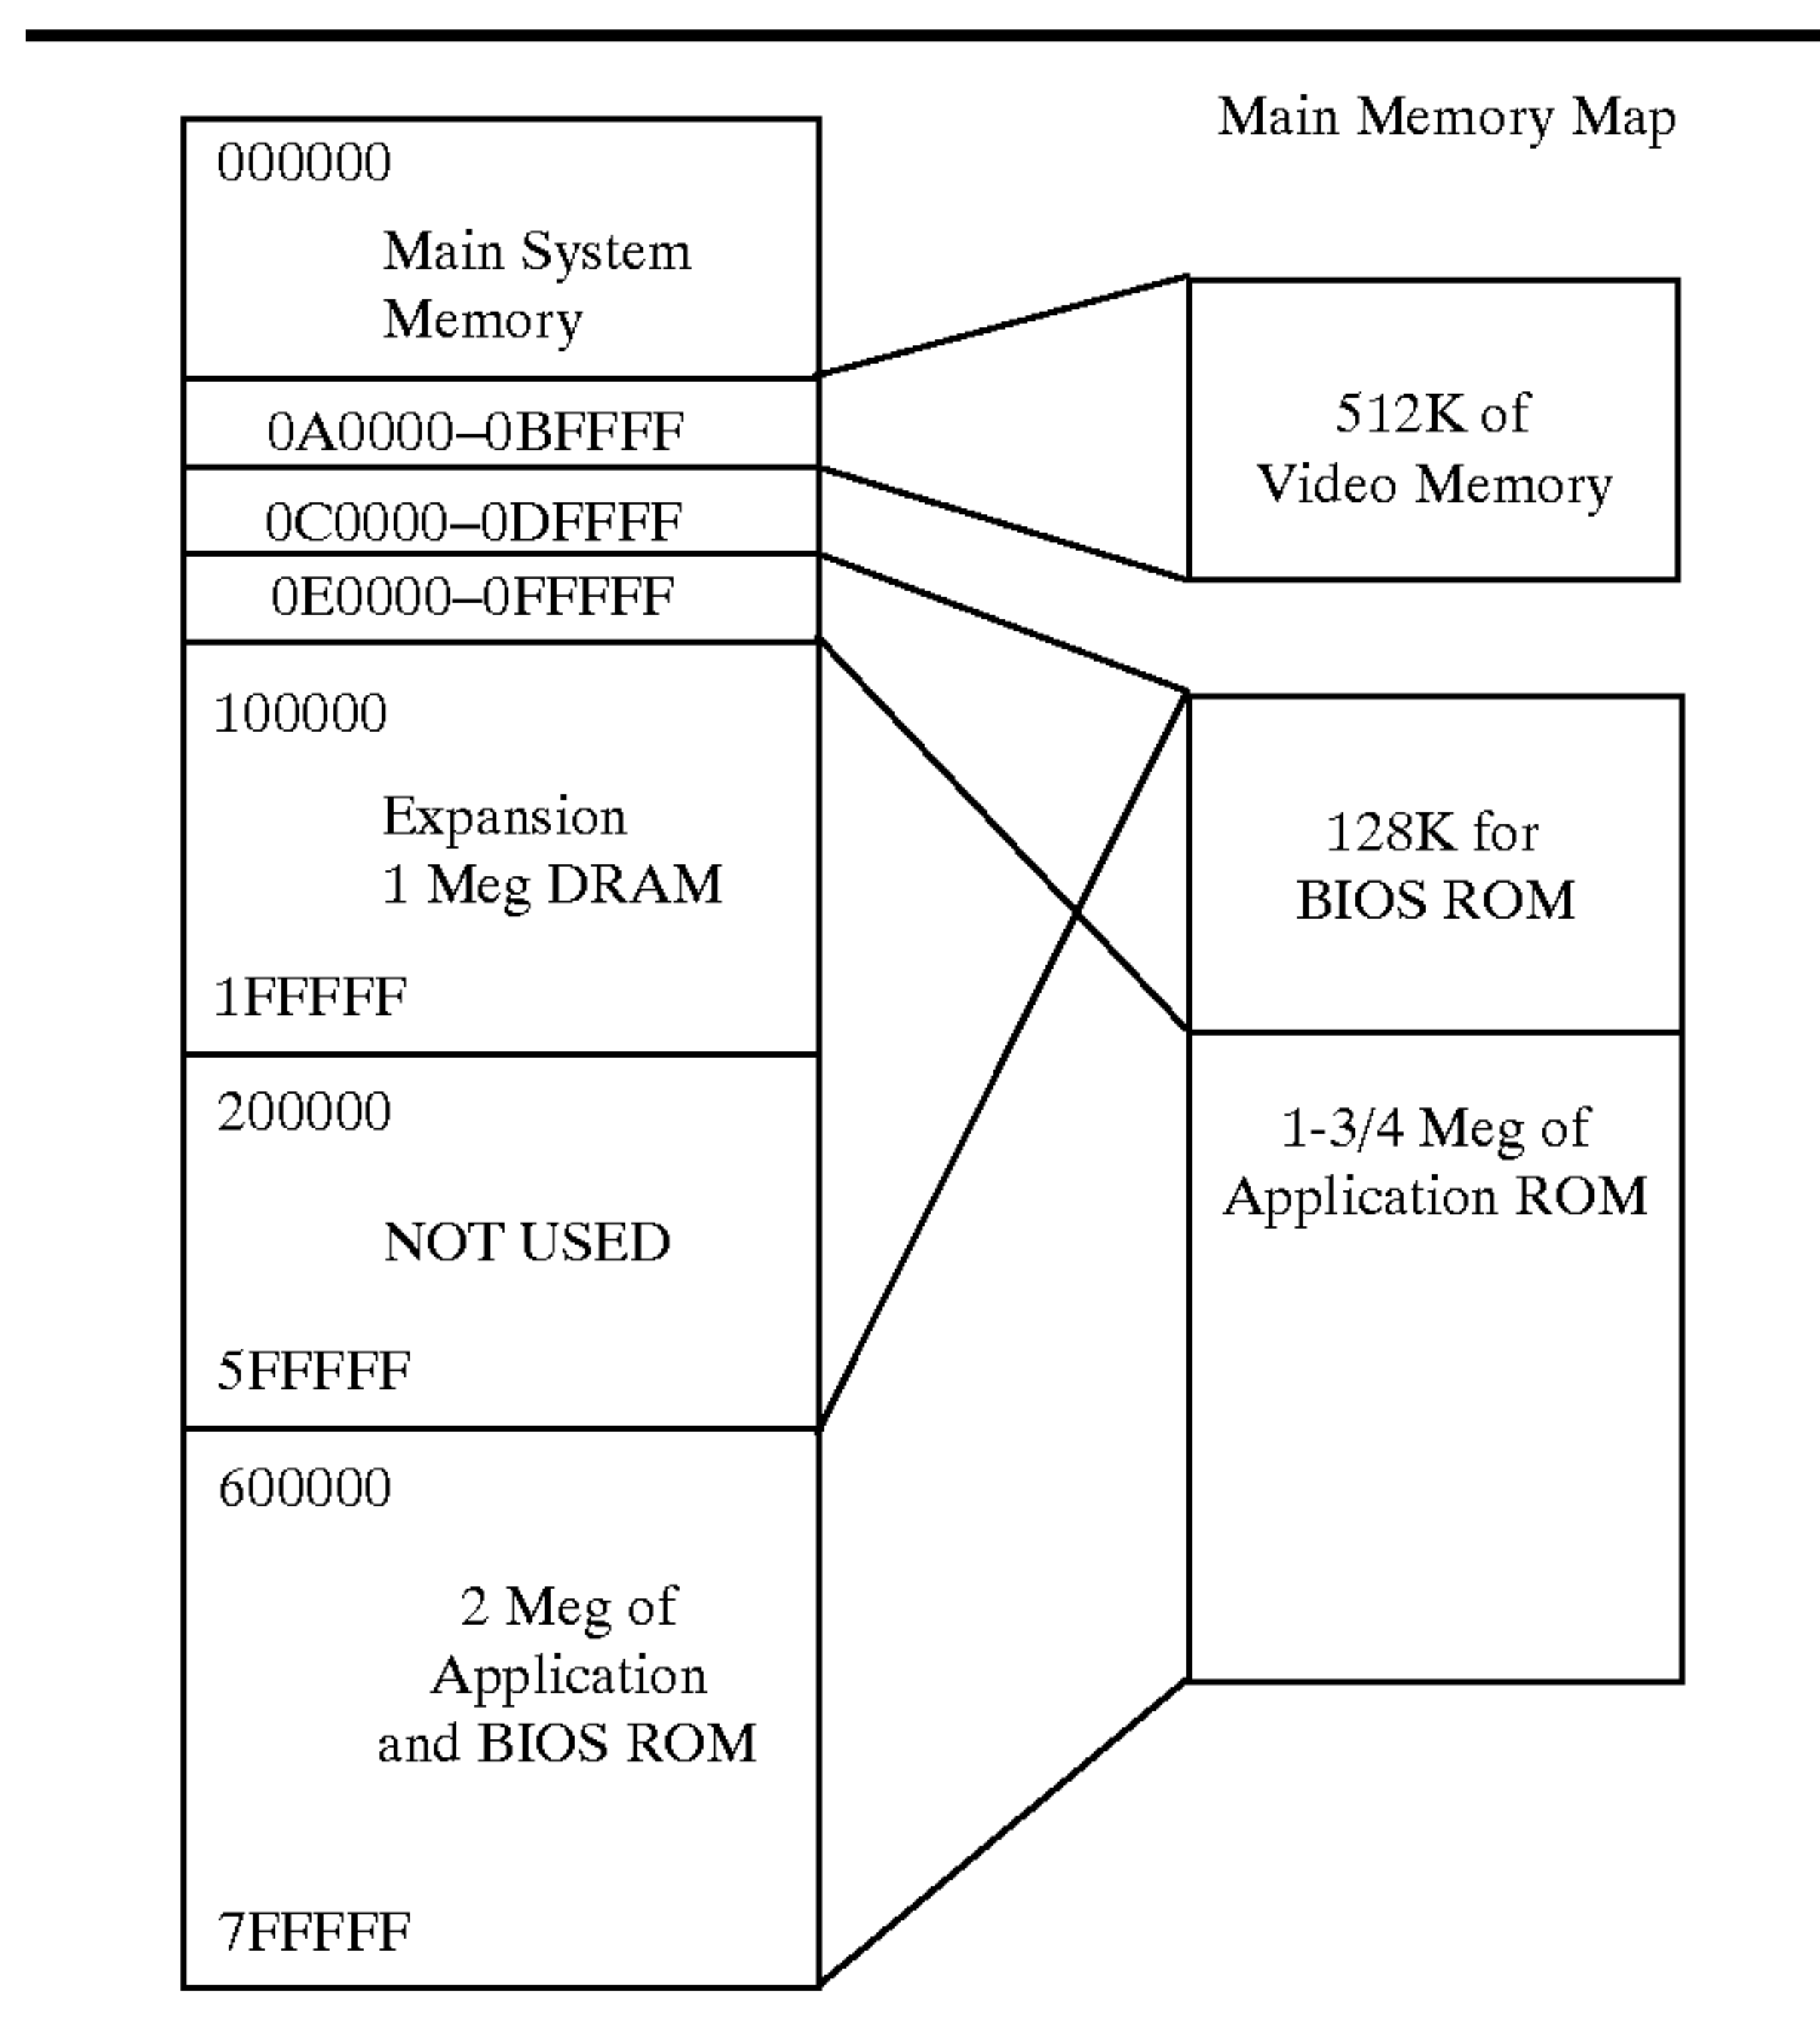 Main Memory Map
000000
Main System
Memory
0A0000–0BFFFF
0C0000–0DFFFF
0E0000–0FFFFF
100000
Expansion
1 Meg DRAM
1FFFFF
200000
NOT USED
5FFFFF
600000
2 Meg of
Application
and BIOS ROM
7FFFFF
512K of
Video Memory
128K for
BIOS ROM
1-3/4 Meg of
Application ROM